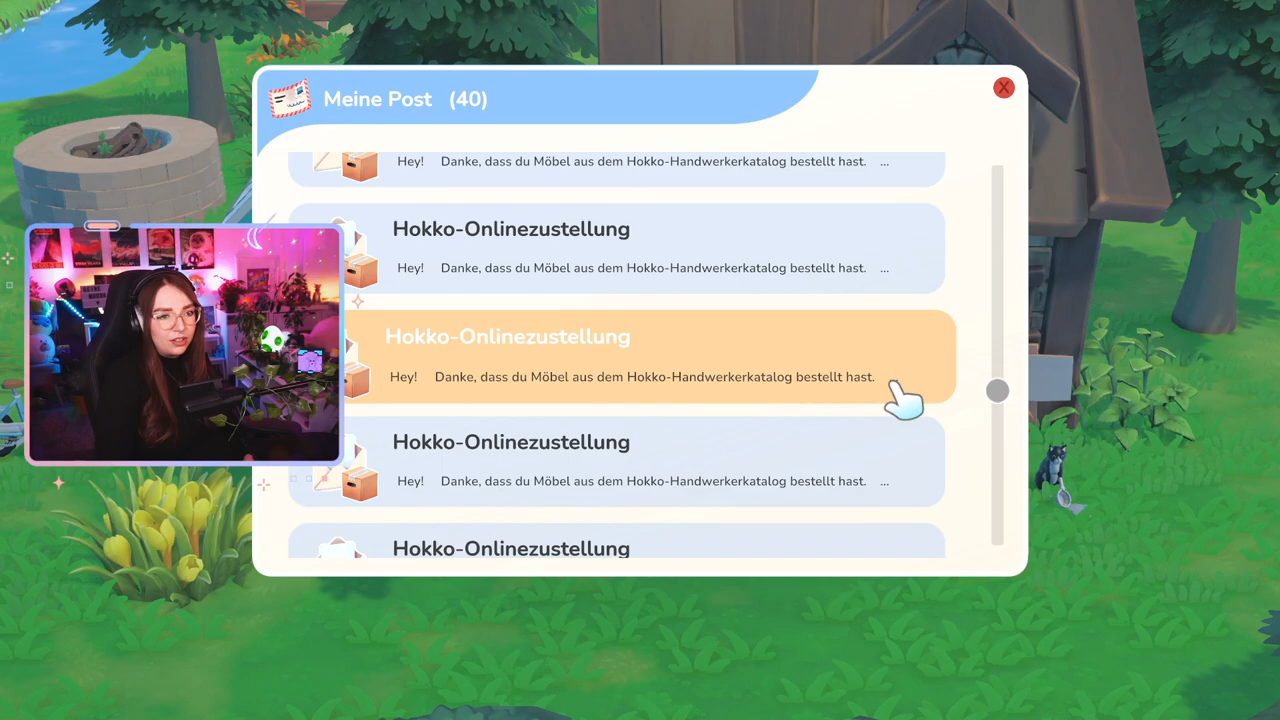 Meine Post (40)
Hey! Danke, dass du Möbel aus dem Hokko-Handwerkerkatalog bestellt hast. ...
Hokko-Onlinezustellung
Hey! Danke, dass du Möbel aus dem Hokko-Handwerkerkatalog bestellt hast. ...
Hokko-Onlinezustellung
Hey! Danke, dass du Möbel aus dem Hokko-Handwerkerkatalog bestellt hast.
Hokko-Onlinezustellung
Hey! Danke, dass du Möbel aus dem Hokko-Handwerkerkatalog bestellt hast. ...
Hokko-Onlinezustellung